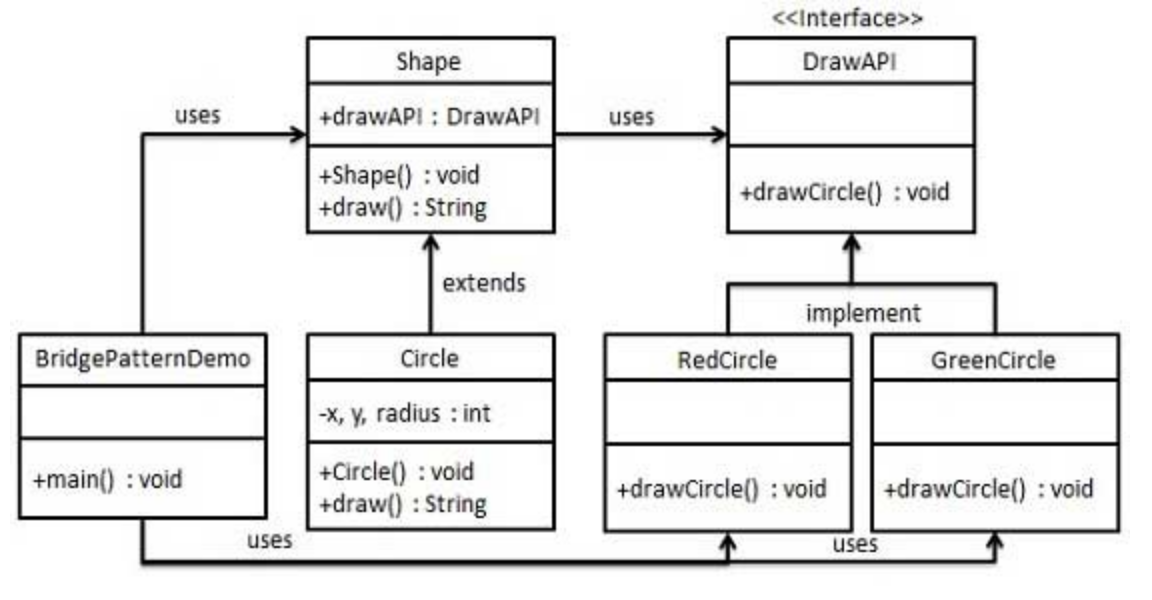 <<Interface>>
Shape
DrawAPI
+drawAPI : DrawAPI
uses
uses
+Shape() : void
+draw() : String
+drawCircle() : void
extends
implement
BridgePatternDemo
Circle
RedCircle
GreenCircle
-x, y, radius : int
+main() : void
+Circle() : void
+draw() : String
+drawCircle() : void
+drawCircle() : void
uses
uses